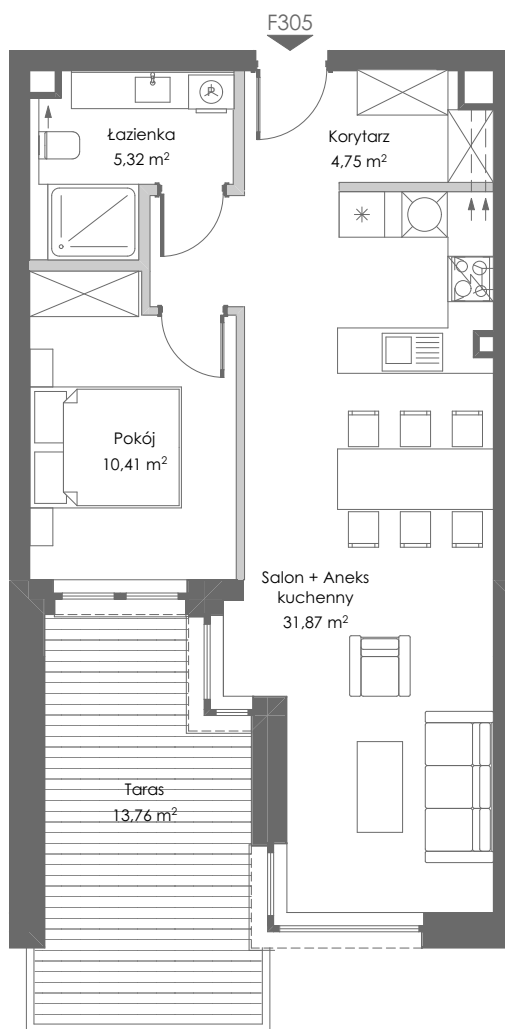 F305
Łazienka
5,32 m²
Korytarz
4,75 m²
Pokój
10,41 m²
Salon + Aneks
kuchenny
31,87 m²
Taras
13,76 m²